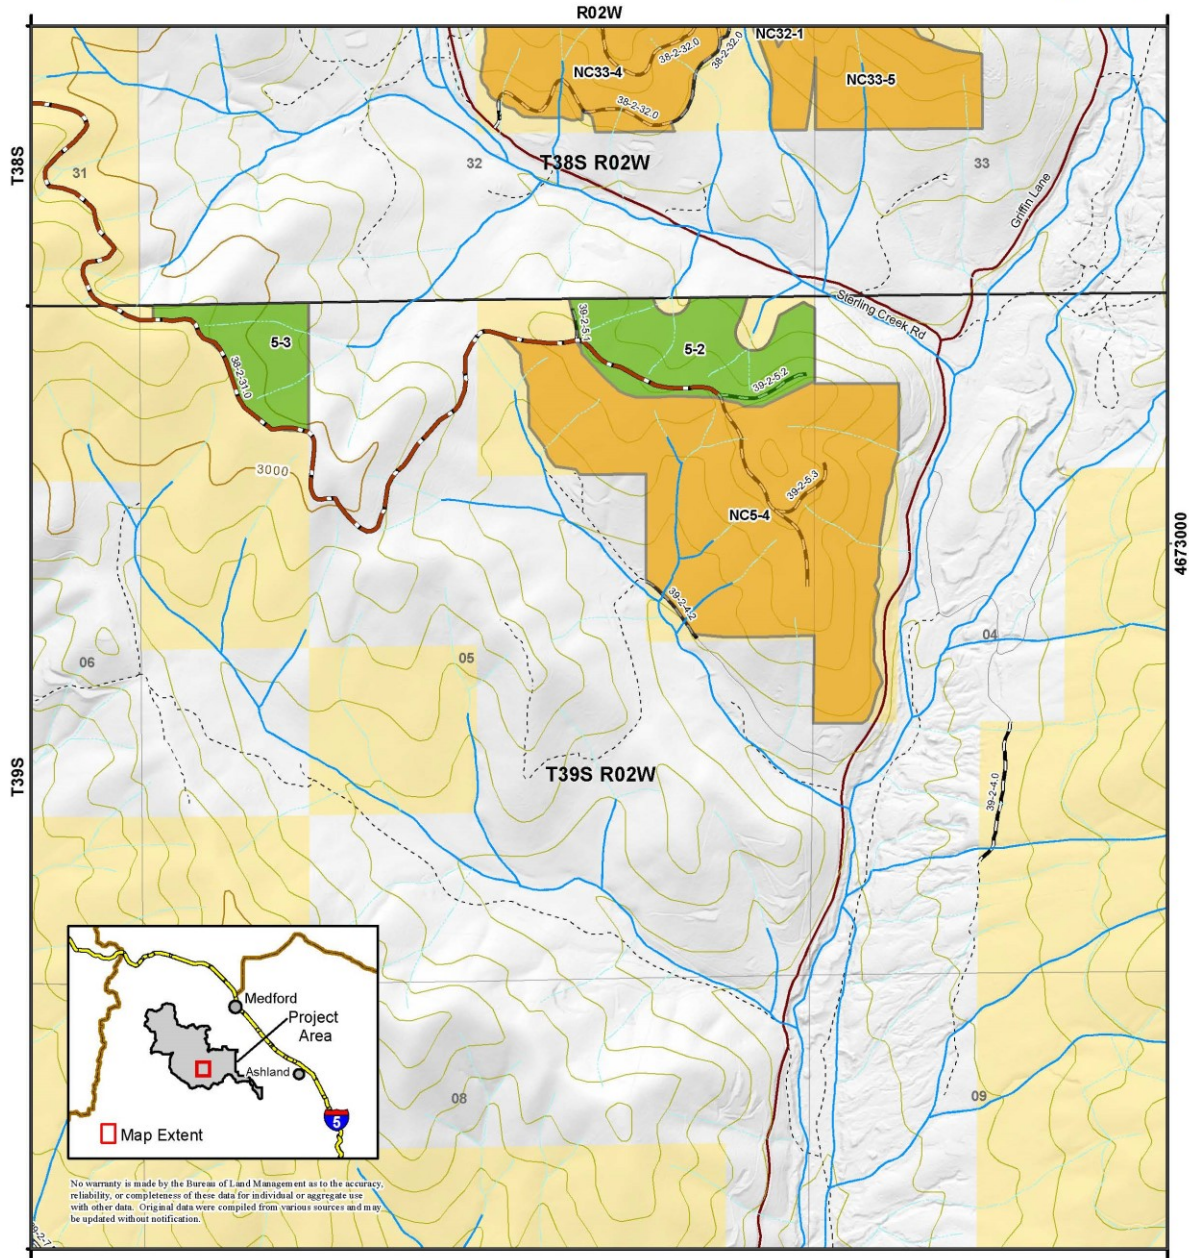 R02W
NC32-1
38-2-32.0
38-2-32.0
NC33-4
NC33-5
38-2-32.0
T38S
32
T38S R02W
33
31
Griffin Lane
Sterling Creek Rd
39-2-5.1
5-3
5-2
38-2-31.0
39-2-5.2
3000
39-2-5.3
NC5-4
4673000
39-2-4.2
04
06
05
T39S
T39S R02W
39-2-4.0
Medford
Project
Area
Ashland
5
Map Extent
08
09
No warranty is made by the Bureau of Land Management as to the accuracy,
reliability, or completeness of these data for individual or aggregate use
with other data. Original data were compiled from various sources and may
be updated without notification.